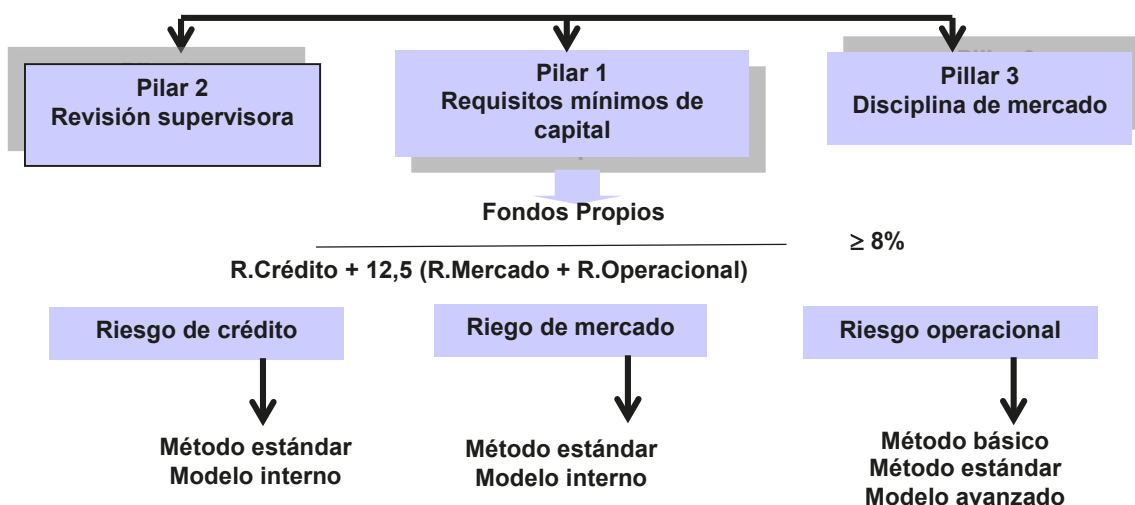 Pilar 2
Revisión supervisora
Pilar 1
Requisitos mínimos de
capital
Pillar 3
Disciplina de mercado
Fondos Propios
≥ 8%
R.Crédito + 12,5 (R.Mercado + R.Operacional)
Riesgo de crédito
Riego de mercado
Riesgo operacional
Método estándar
Modelo interno
Método estándar
Modelo interno
Método básico
Método estándar
Modelo avanzado